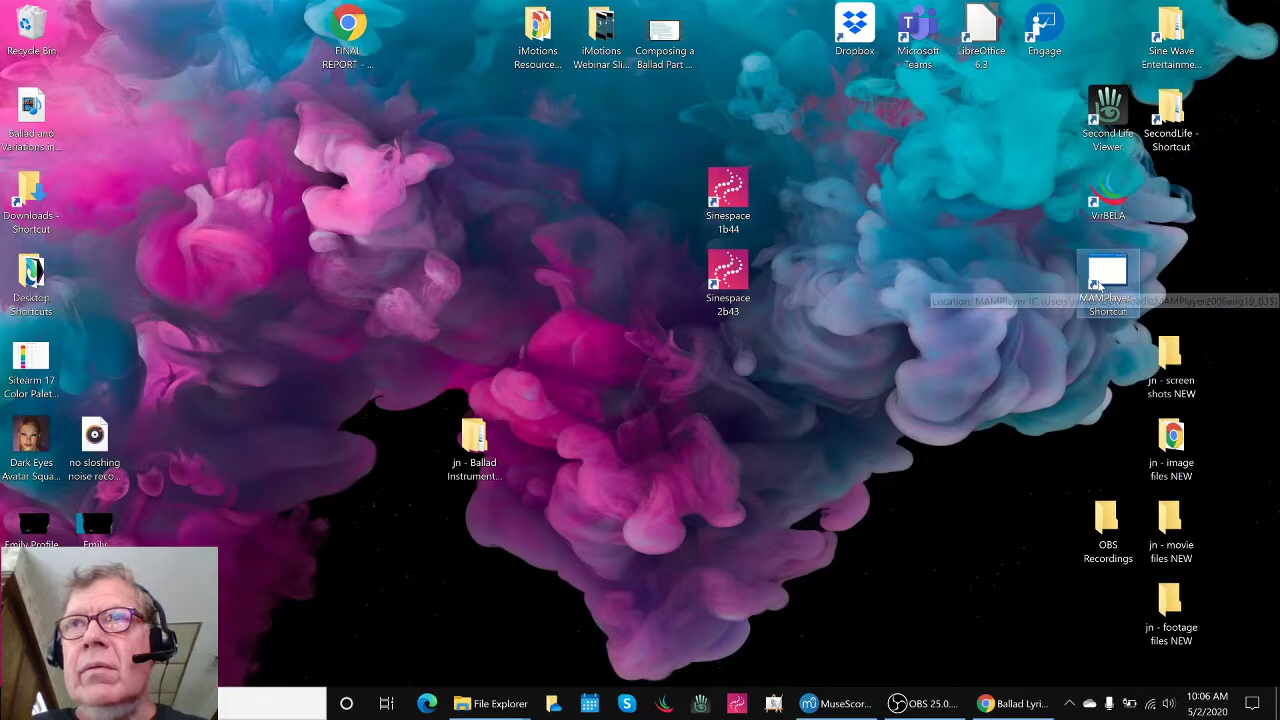 Recycle Bin
FINAL
REPORT - ...
iMotions
Resource...
iMotions
Webinar Sli...
Composing a
Ballad Part ...
Dropbox
Microsoft
Teams
LibreOffice
6.3
Engage
Sine Wave
Entertainme...
Ballad and
Variations in...
Second Life
Viewer
SecondLife -
Shortcut
Downloads -
Shortcut
Sinespace
1b44
VirBELA
Desktop
Shortcuts
Sinespace
2b43
MAMPlayer -
Shortcut
Sitearm 17
Color Palet...
jn - screen
shots NEW
Dark Eyes
Avatar Squa...
no sloshing
noise reco...
jn - Ballad
Instrument...
jn - image
files NEW
Emily Profile
Emily
OBS
Recordings
jn - movie
files NEW
jn - footage
files NEW
File Explorer
MuseScor...
OBS 25.0....
Ballad Lyri...
10:06 AM
5/2/2020